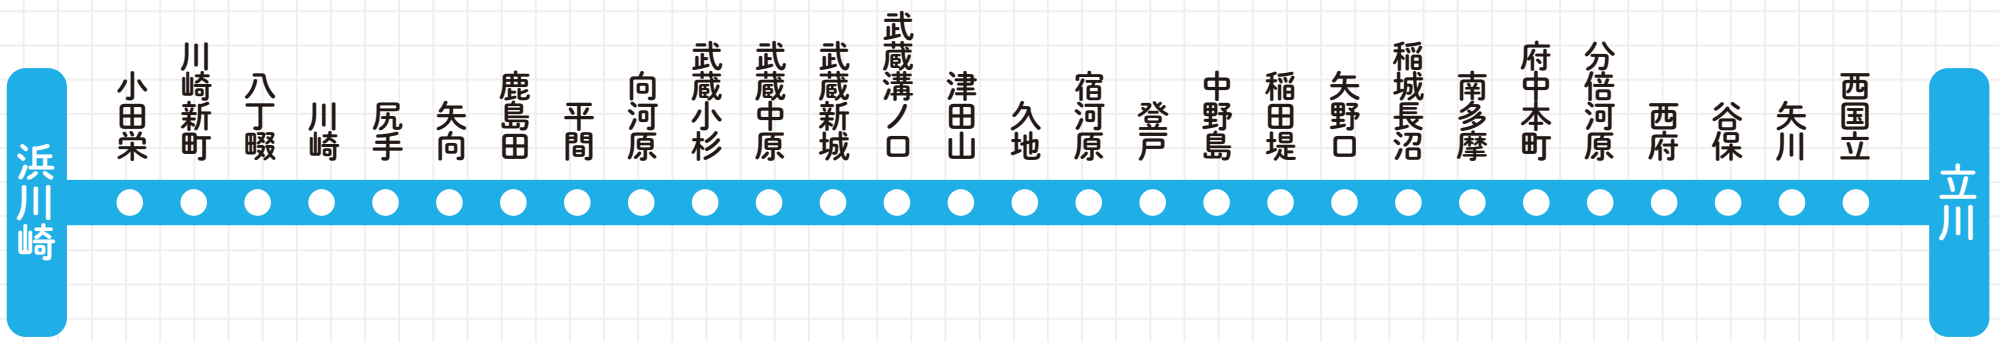 浜川崎
小田栄
川崎新町
八丁畷
川崎
尻手
矢向
鹿島田
平間
向河原
武蔵小杉
武蔵中原
武蔵新城
武蔵溝ノ口
津田山
久地
宿河原
登戸
中野島
稲田堤
矢野口
稲城長沼
南多摩
府中本町
分倍河原
西府
谷保
矢川
西国立
立川